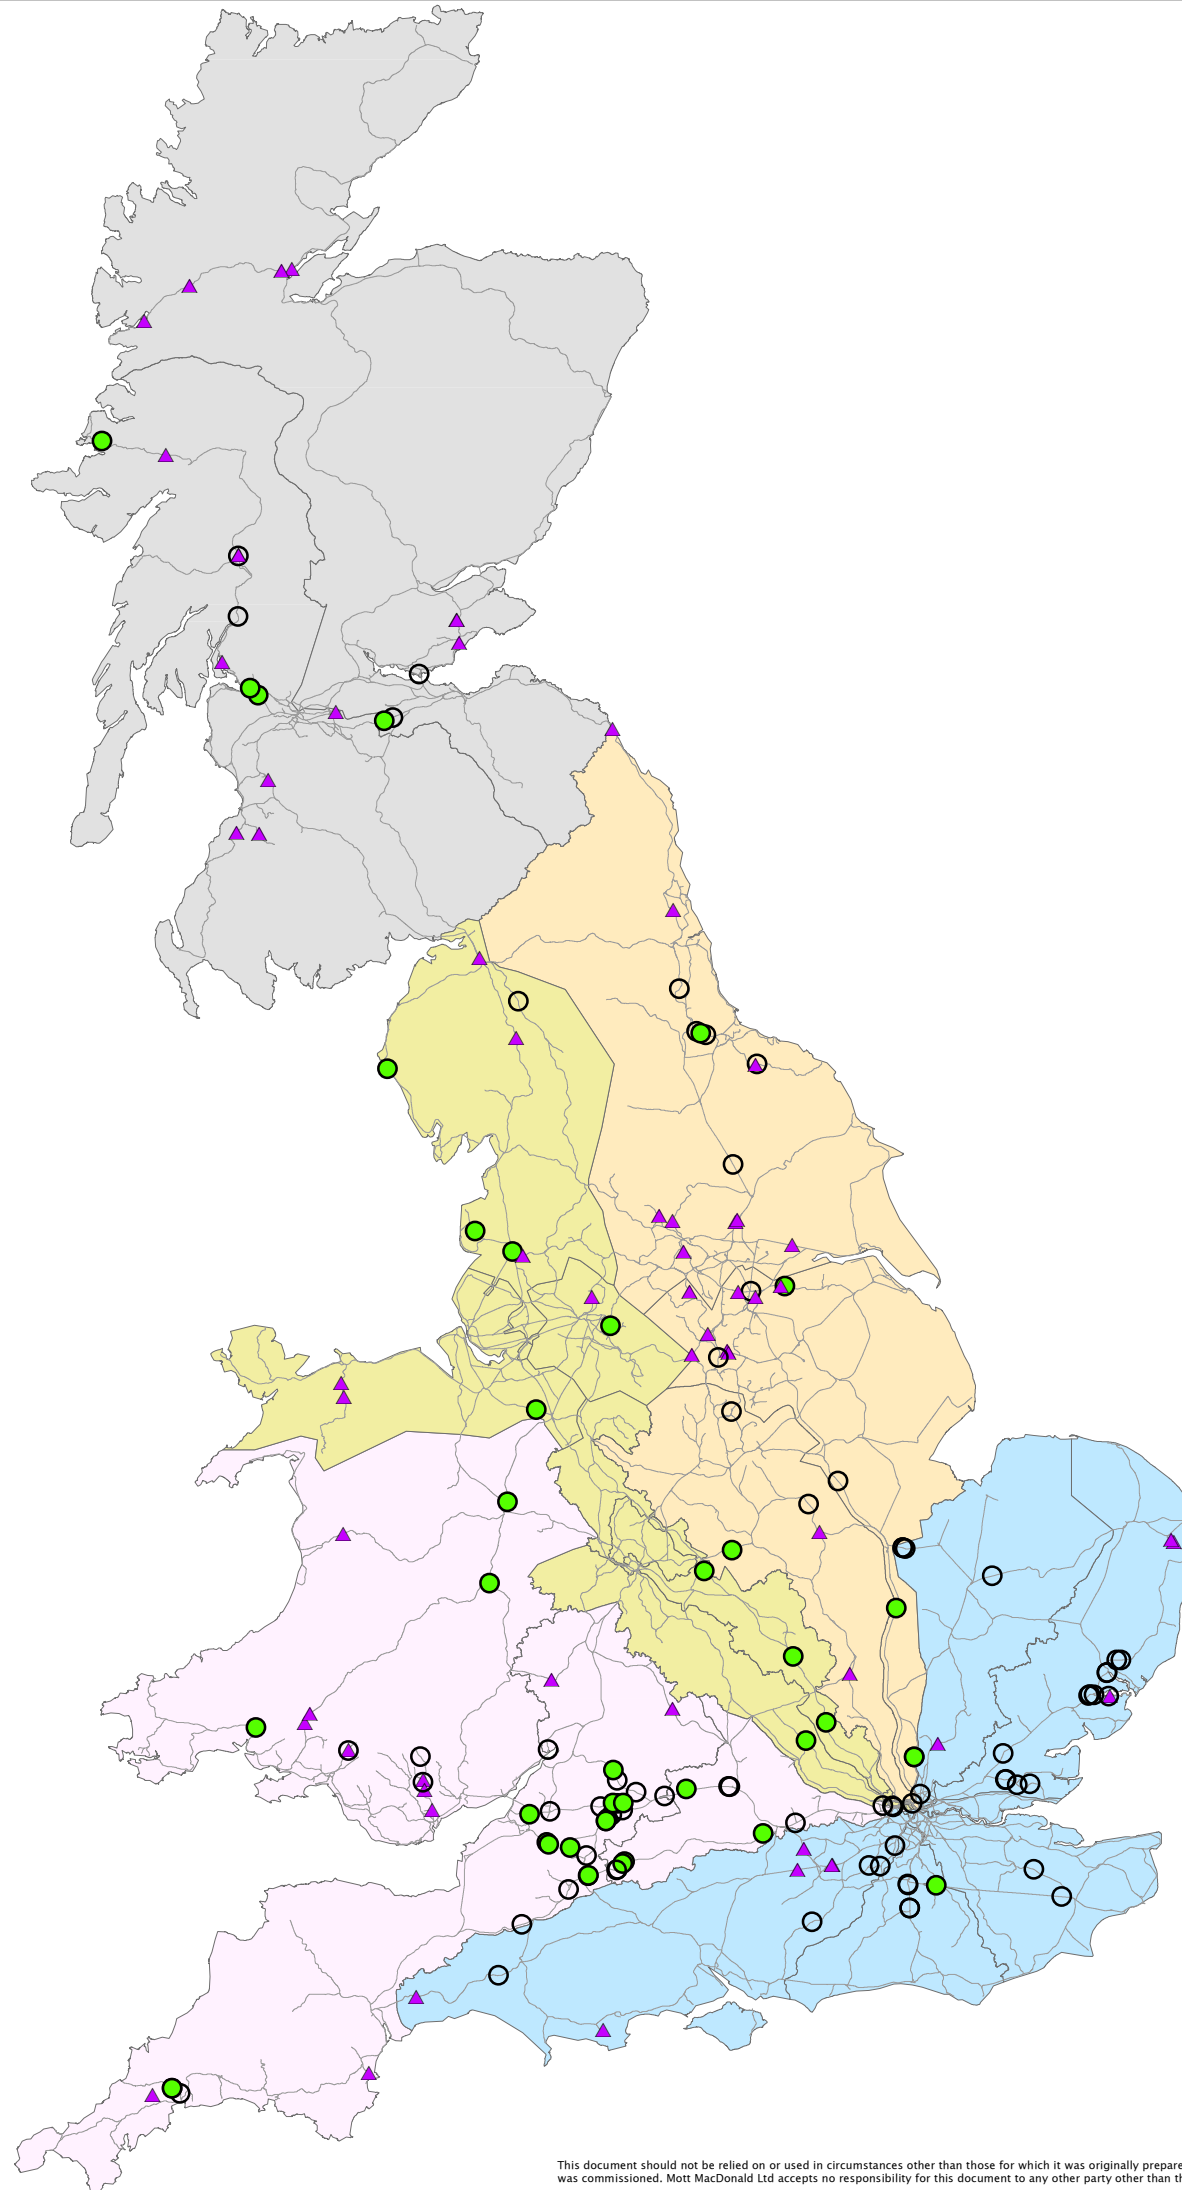 This document should not be relied on or used in circumstances other than those for which it was originally prepare
was commissioned. Mott MacDonald Ltd accepts no responsibility for this document to any other party other than th